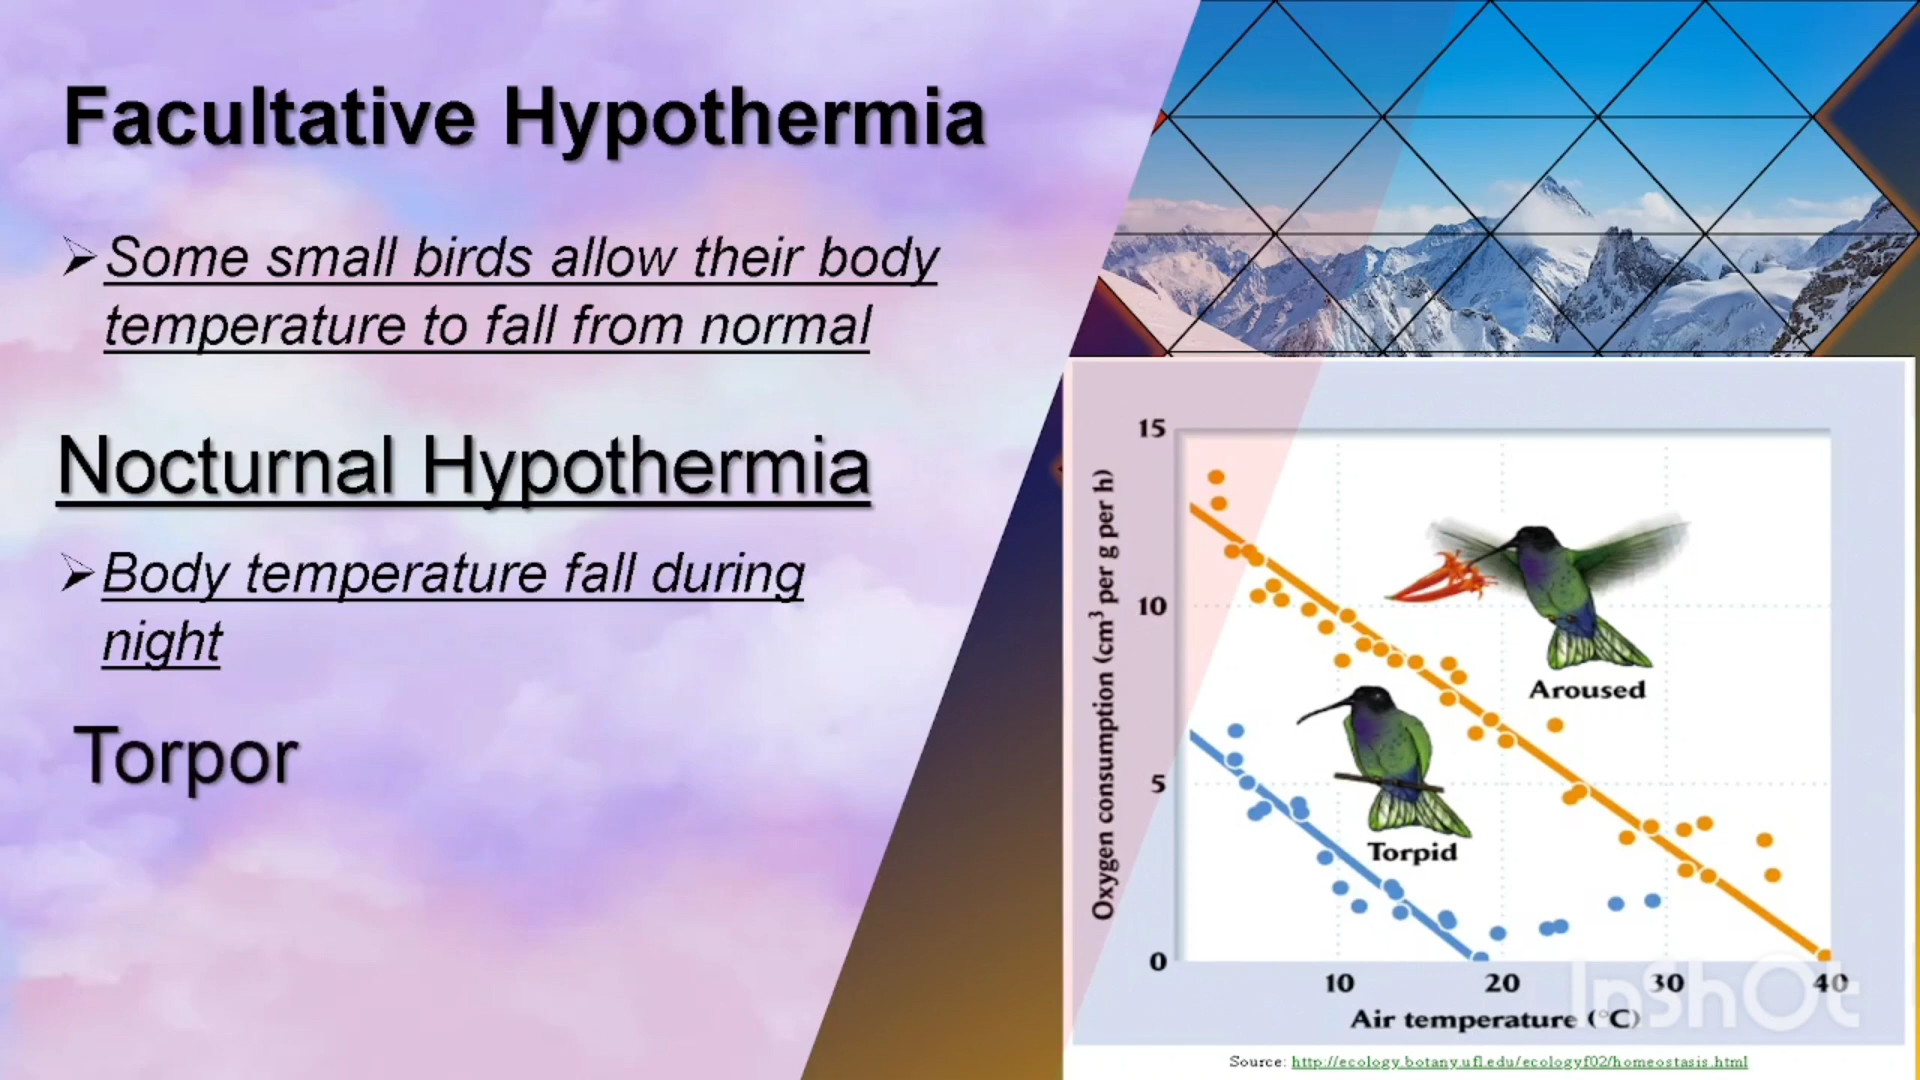 Facultative Hypothermia
➢Some small birds allow their body
temperature to fall from normal
Nocturnal Hypothermia
➢Body temperature fall during
night
Torpor
15
10
5
0
Oxygen consumption (cm³ per g per h)
Aroused
Torpid
10 20 30 40
Air temperature (°C)
InShOt
Source: http://ecology.botany.ufl.edu/ecologyf02/homeostasis.html